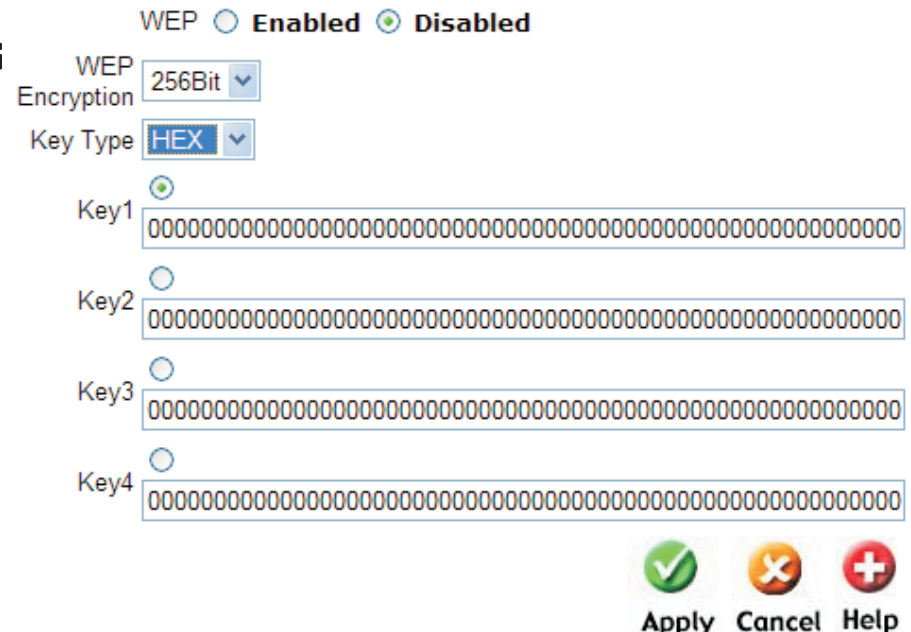 WEP Enabled Disabled
WEP Encryption 256Bit
Key Type HEX
Key1
0000000000000000000000000000000000000000000000000000000000
Key2
0000000000000000000000000000000000000000000000000000000000
Key3
0000000000000000000000000000000000000000000000000000000000
Key4
0000000000000000000000000000000000000000000000000000000000
Apply Cancel Help